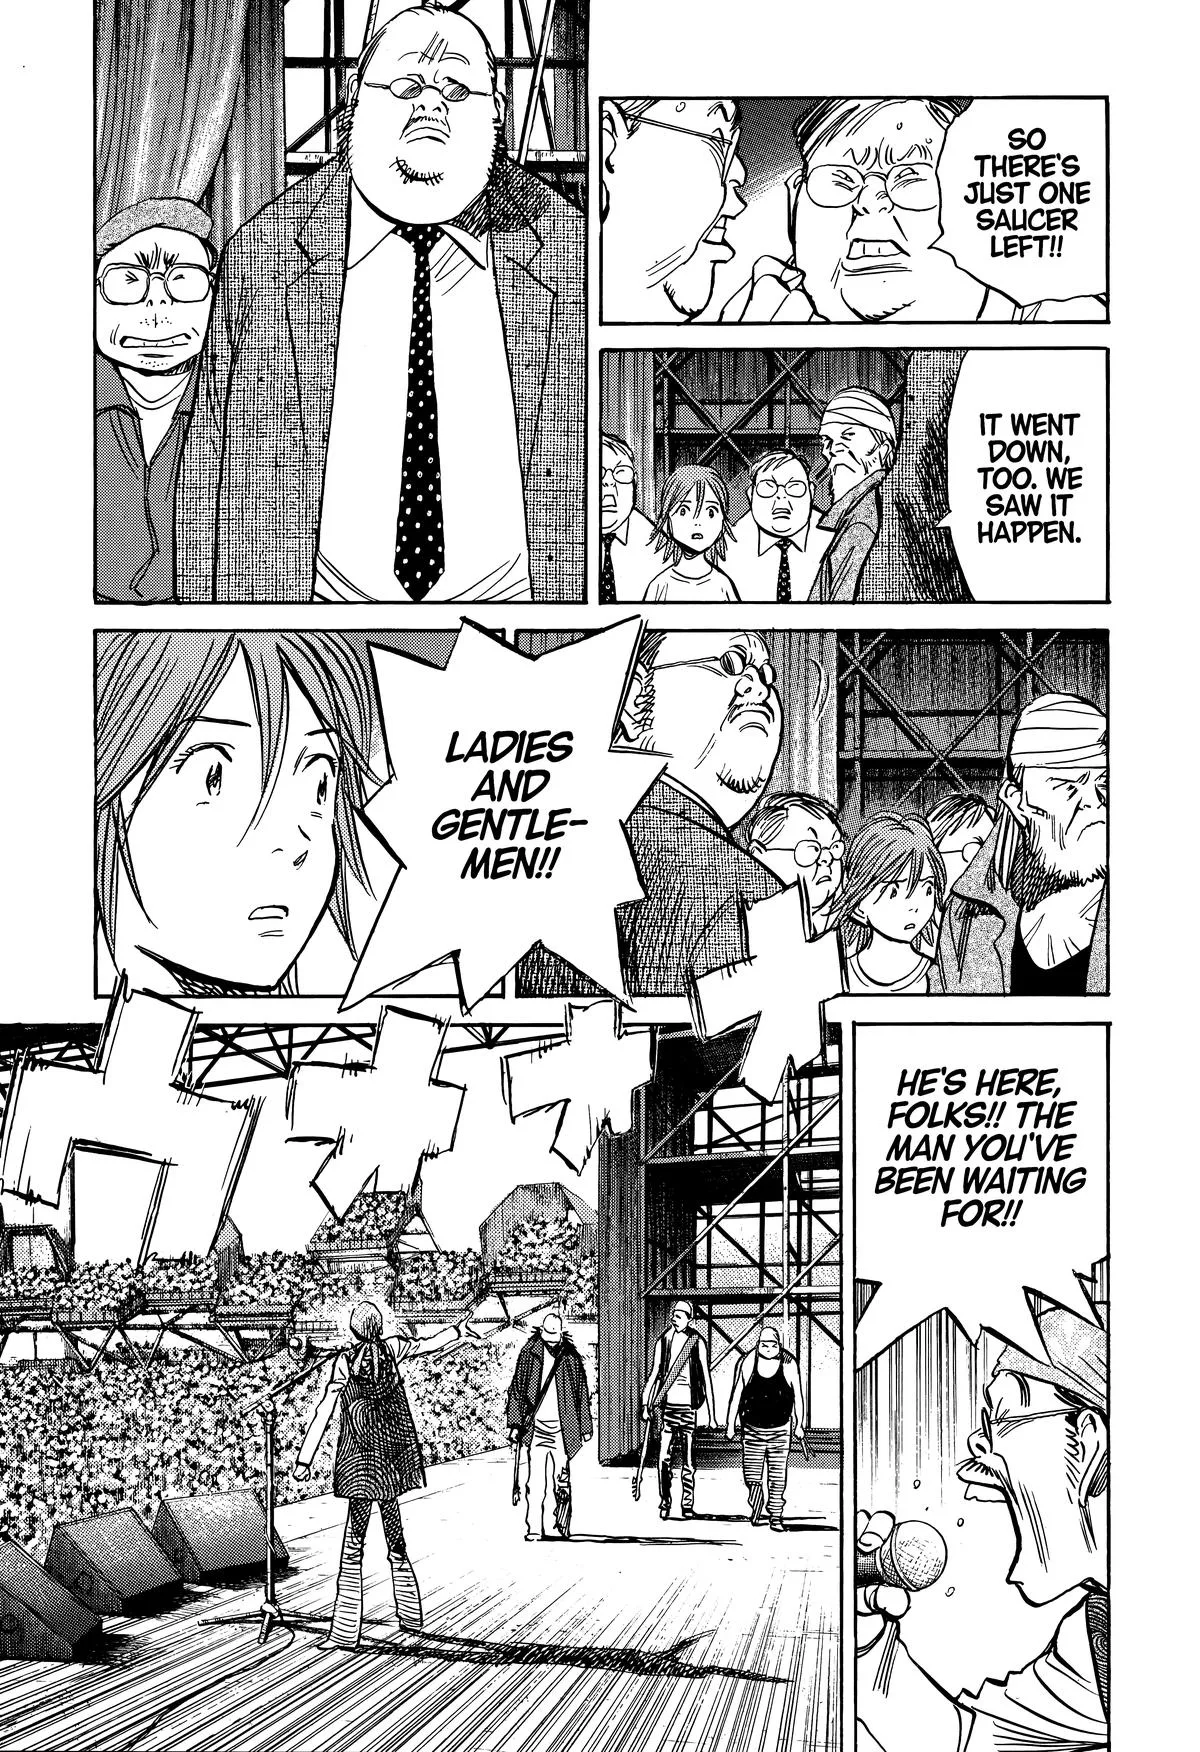 SO
THERE'S
JUST ONE
SAUCER
LEFT!!
IT WENT
DOWN,
TOO. WE
SAW IT
HAPPEN.
LADIES
AND
GENTLE-
MEN!!
HE'S HERE,
FOLKS!! THE
MAN YOU'VE
BEEN WAITING
FOR!!